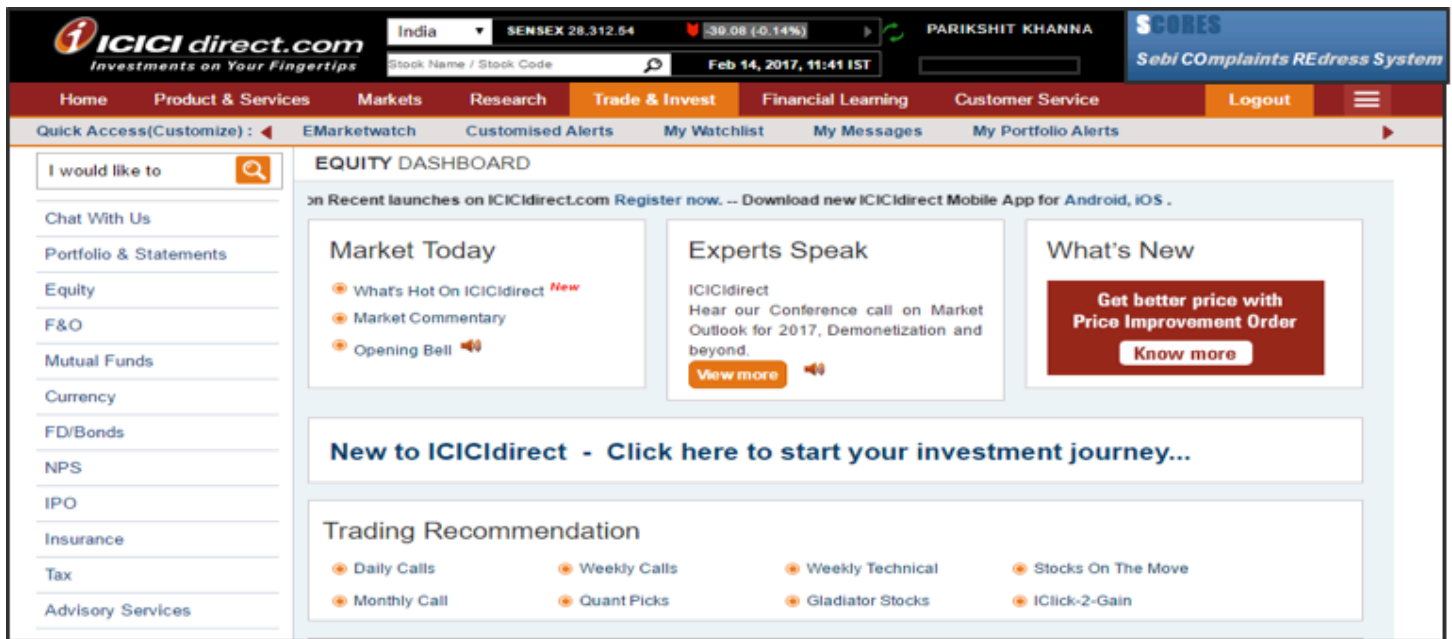 ICICI direct.com
Investments on Your Fingertips
India SENSEX 28,312.54 -39.08 (-0.14%)
Stock Name / Stock Code Feb 14, 2017, 11:41 IST
PARIKSHIT KHANNA
SCORES
Sebi COmplaints REdress System
Home Product & Services Markets Research Trade & Invest Financial Learning Customer Service Logout
Quick Access(Customize) : EMarketwatch Customised Alerts My Watchlist My Messages My Portfolio Alerts
I would like to
Chat With Us
Portfolio & Statements
Equity
F&O
Mutual Funds
Currency
FD/Bonds
NPS
IPO
Insurance
Tax
Advisory Services
EQUITY DASHBOARD
on Recent launches on ICICIdirect.com Register now. -- Download new ICICIdirect Mobile App for Android, iOS .
Market Today
What's Hot On ICICIdirect New
Market Commentary
Opening Bell
Experts Speak
ICICIdirect
Hear our Conference call on Market
Outlook for 2017, Demonetization and
beyond.
View more
What's New
Get better price with
Price Improvement Order
Know more
New to ICICIdirect - Click here to start your investment journey...
Trading Recommendation
Daily Calls Weekly Calls Weekly Technical Stocks On The Move
Monthly Call Quant Picks Gladiator Stocks IClick-2-Gain